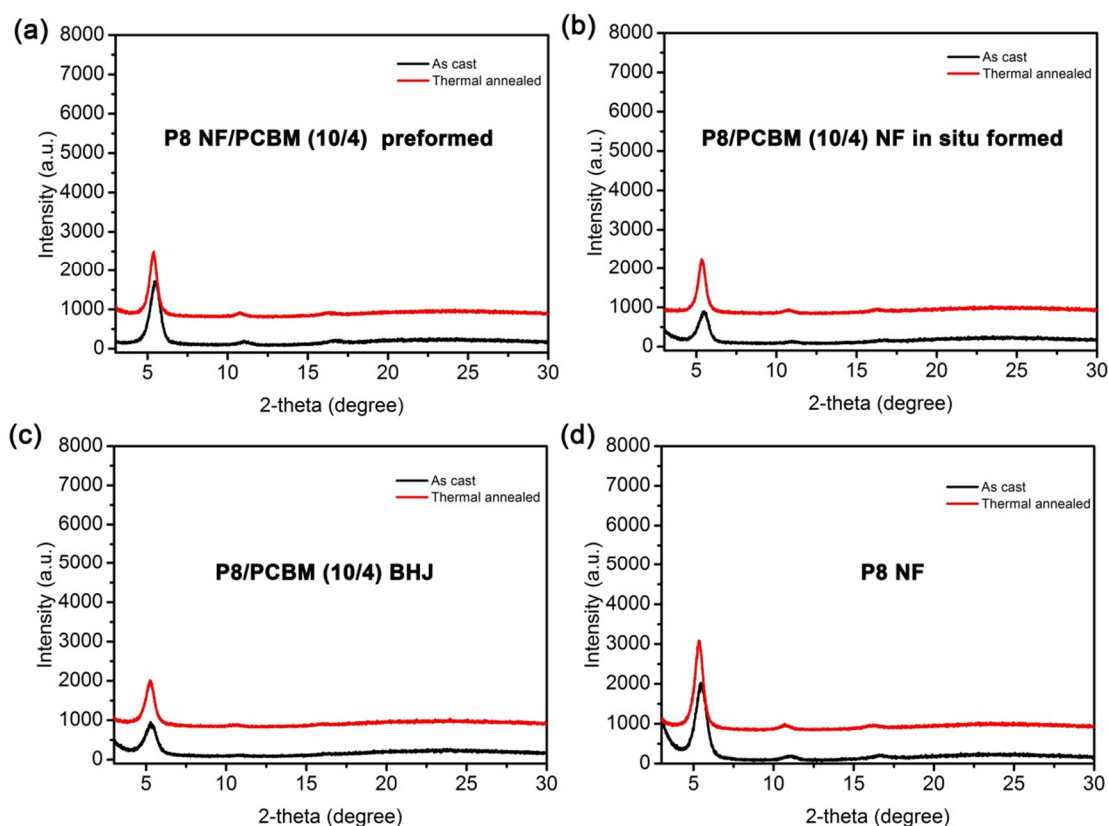 (a)
8000
7000
6000
5000
4000
3000
2000
1000
0
Intensity (a.u.)
As cast
Thermal annealed
P8 NF/PCBM (10/4) preformed
5 10 15 20 25 30
2-theta (degree)
(b)
8000
7000
6000
5000
4000
3000
2000
1000
0
Intensity (a.u.)
As cast
Thermal annealed
P8/PCBM (10/4) NF in situ formed
5 10 15 20 25 30
2-theta (degree)
(c)
8000
7000
6000
5000
4000
3000
2000
1000
0
Intensity (a.u.)
As cast
Thermal annealed
P8/PCBM (10/4) BHJ
5 10 15 20 25 30
2-theta (degree)
(d)
8000
7000
6000
5000
4000
3000
2000
1000
0
Intensity (a.u.)
As cast
Thermal annealed
P8 NF
5 10 15 20 25 30
2-theta (degree)